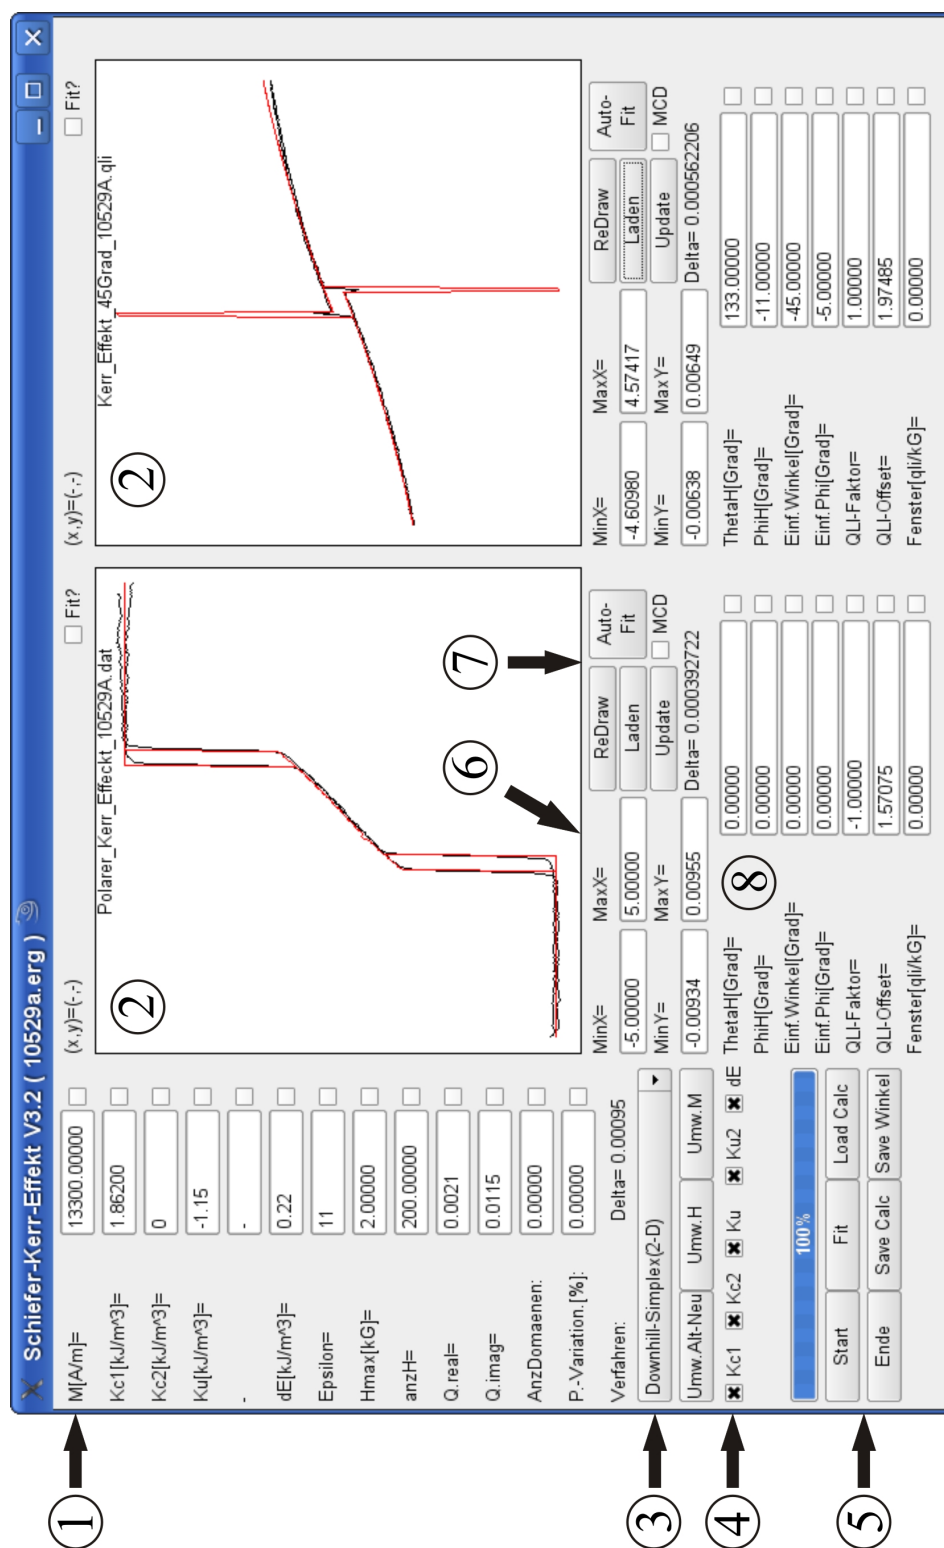 Schiefer-Kerr-Effekt V3.2 ( 10529a.erg )
① M[A/m]= 13300.00000
Kc1[kJ/m^3]= 1.86200
Kc2[kJ/m^3]= 0
Ku[kJ/m^3]= -1.15
- -
dE[kJ/m^3]= 0.22
Epsilon= 11
Hmax[kG]= 2.00000
anzH= 200.00000
Q.real= 0.0021
Q.imag= 0.0115
AnzDomaenen: 0.00000
P.-Variation.[%]: 0.00000
Verfahren: Delta= 0.00095
③ Downhill-Simplex(2-D)
Umw.Alt-Neu Umw.H Umw.M
④ Kc1 Kc2 Ku Ku2 dE
100%
Start Fit Load Calc
⑤ Ende Save Calc Save Winkel
(x,y)=(-,-) Fit?
Polarer_Kerr_Effeckt_10529A.dat
②
⑥ ⑦
MinX= MaxX= ReDraw Auto-Fit
-5.00000 5.00000 Laden
MinY= MaxY= Update MCD
-0.00934 0.00955 Delta= 0.000392722
ThetaH[Grad]= 0.00000
⑧
PhiH[Grad]= 0.00000
Einf.Winkel[Grad]= 0.00000
Einf.Phi[Grad]= 0.00000
QLI-Faktor= -1.00000
QLI-Offset= 1.57075
Fenster[qli/kG]= 0.00000
(x,y)=(-,-) Fit?
Kerr_Effekt_45Grad_10529A.qli
②
MinX= MaxX= ReDraw Auto-Fit
-4.60980 4.57417 Laden
MinY= MaxY= Update MCD
-0.00638 0.00649 Delta= 0.000562206
ThetaH[Grad]= 133.00000
PhiH[Grad]= -11.00000
Einf.Winkel[Grad]= -45.00000
Einf.Phi[Grad]= -5.00000
QLI-Faktor= 1.00000
QLI-Offset= 1.97485
Fenster[qli/kG]= 0.00000